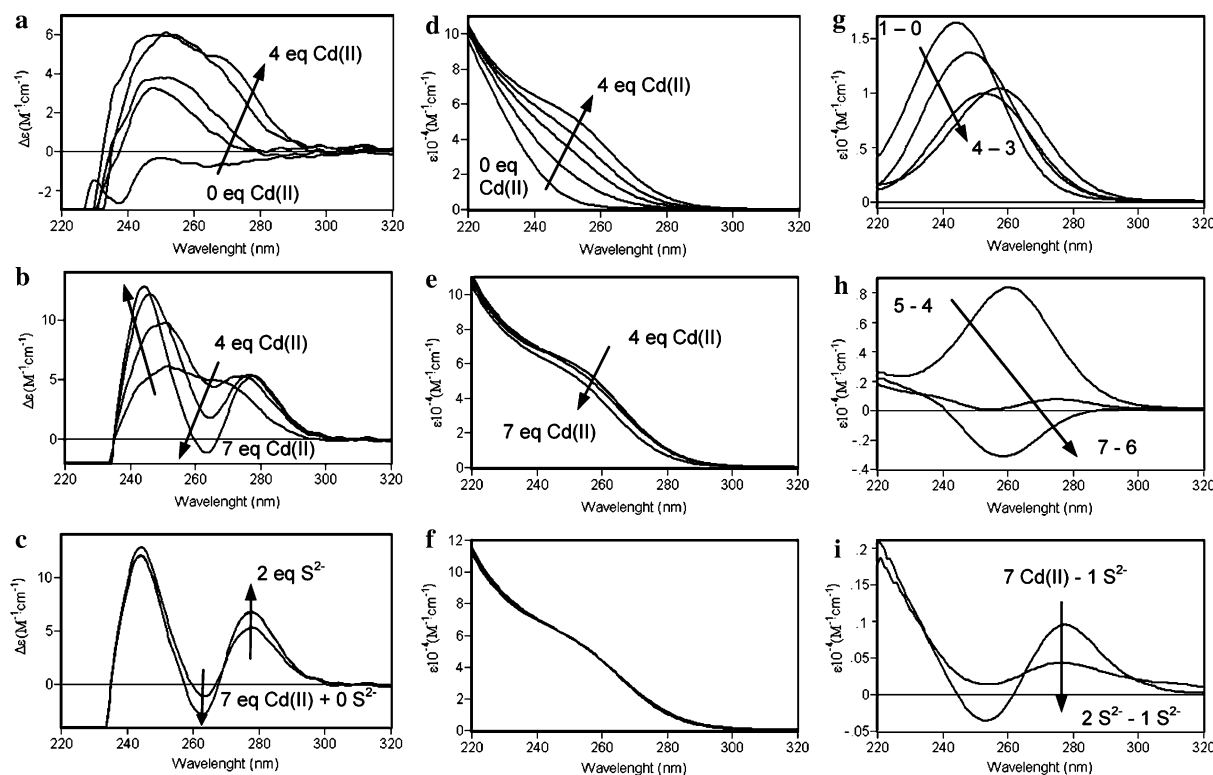 a
6
4
2
0
-2
Δε(M⁻¹cm⁻¹)
4 eq Cd(II)
0 eq Cd(II)
220 240 260 280 300 320
Wavelenght (nm)
d
10
8
6
4
2
0
ε10⁻⁴(M⁻¹cm⁻¹)
4 eq Cd(II)
0 eq
Cd(II)
220 240 260 280 300 320
Wavelenght (nm)
g
1.5
1
.5
0
ε10⁻⁴(M⁻¹cm⁻¹)
1 – 0
4 – 3
220 240 260 280 300 320
Wavelenght (nm)
b
10
5
0
Δε(M⁻¹cm⁻¹)
4 eq Cd(II)
7 eq Cd(II)
220 240 260 280 300 320
Wavelenght (nm)
e
10
8
6
4
2
0
ε10⁻⁴(M⁻¹cm⁻¹)
4 eq Cd(II)
7 eq Cd(II)
220 240 260 280 300 320
Wavelenght (nm)
h
.8
.6
.4
.2
0
-.2
-.4
ε10⁻⁴(M⁻¹cm⁻¹)
5 - 4
7 - 6
220 240 260 280 300 320
Wavelenght (nm)
c
10
5
0
Δε(M⁻¹cm⁻¹)
2 eq S²⁻
7 eq Cd(II) + 0 S²⁻
220 240 260 280 300 320
Wavelenght (nm)
f
12
10
8
6
4
2
0
ε10⁻⁴(M⁻¹cm⁻¹)
220 240 260 280 300 320
Wavelenght (nm)
i
.2
.15
.1
.05
0
-.05
ε10⁻⁴(M⁻¹cm⁻¹)
7 Cd(II) - 1 S²⁻
2 S²⁻ - 1 S²⁻
220 240 260 280 300 320
Wavelenght (nm)